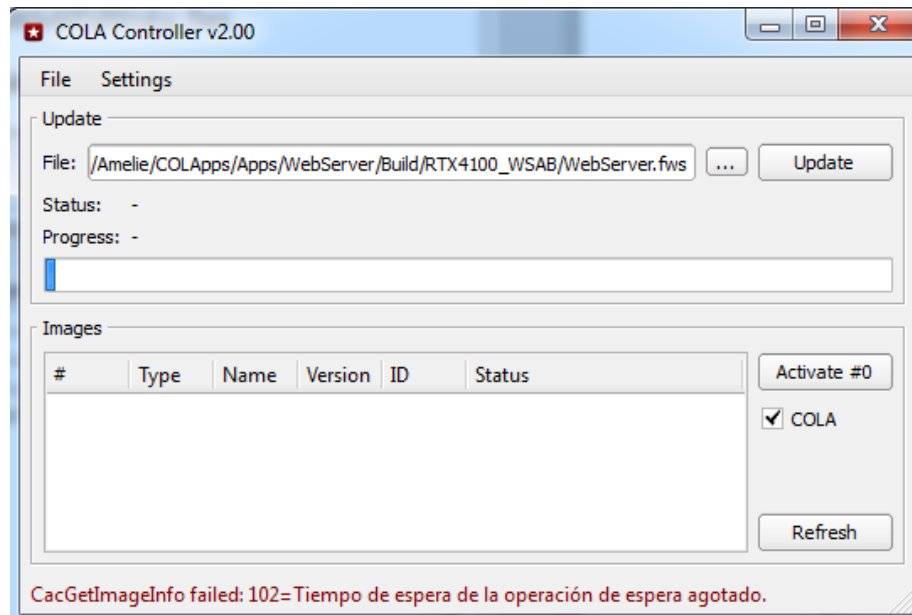 COLA Controller v2.00
File Settings
Update
File: /Amelie/COLApps/Apps/WebServer/Build/RTX4100_WSAB/WebServer.fws ... Update
Status: -
Progress: -
Images
# Type Name Version ID Status
Activate #0
COLA
Refresh
CacGetImageInfo failed: 102=Tiempo de espera de la operación de espera agotado.